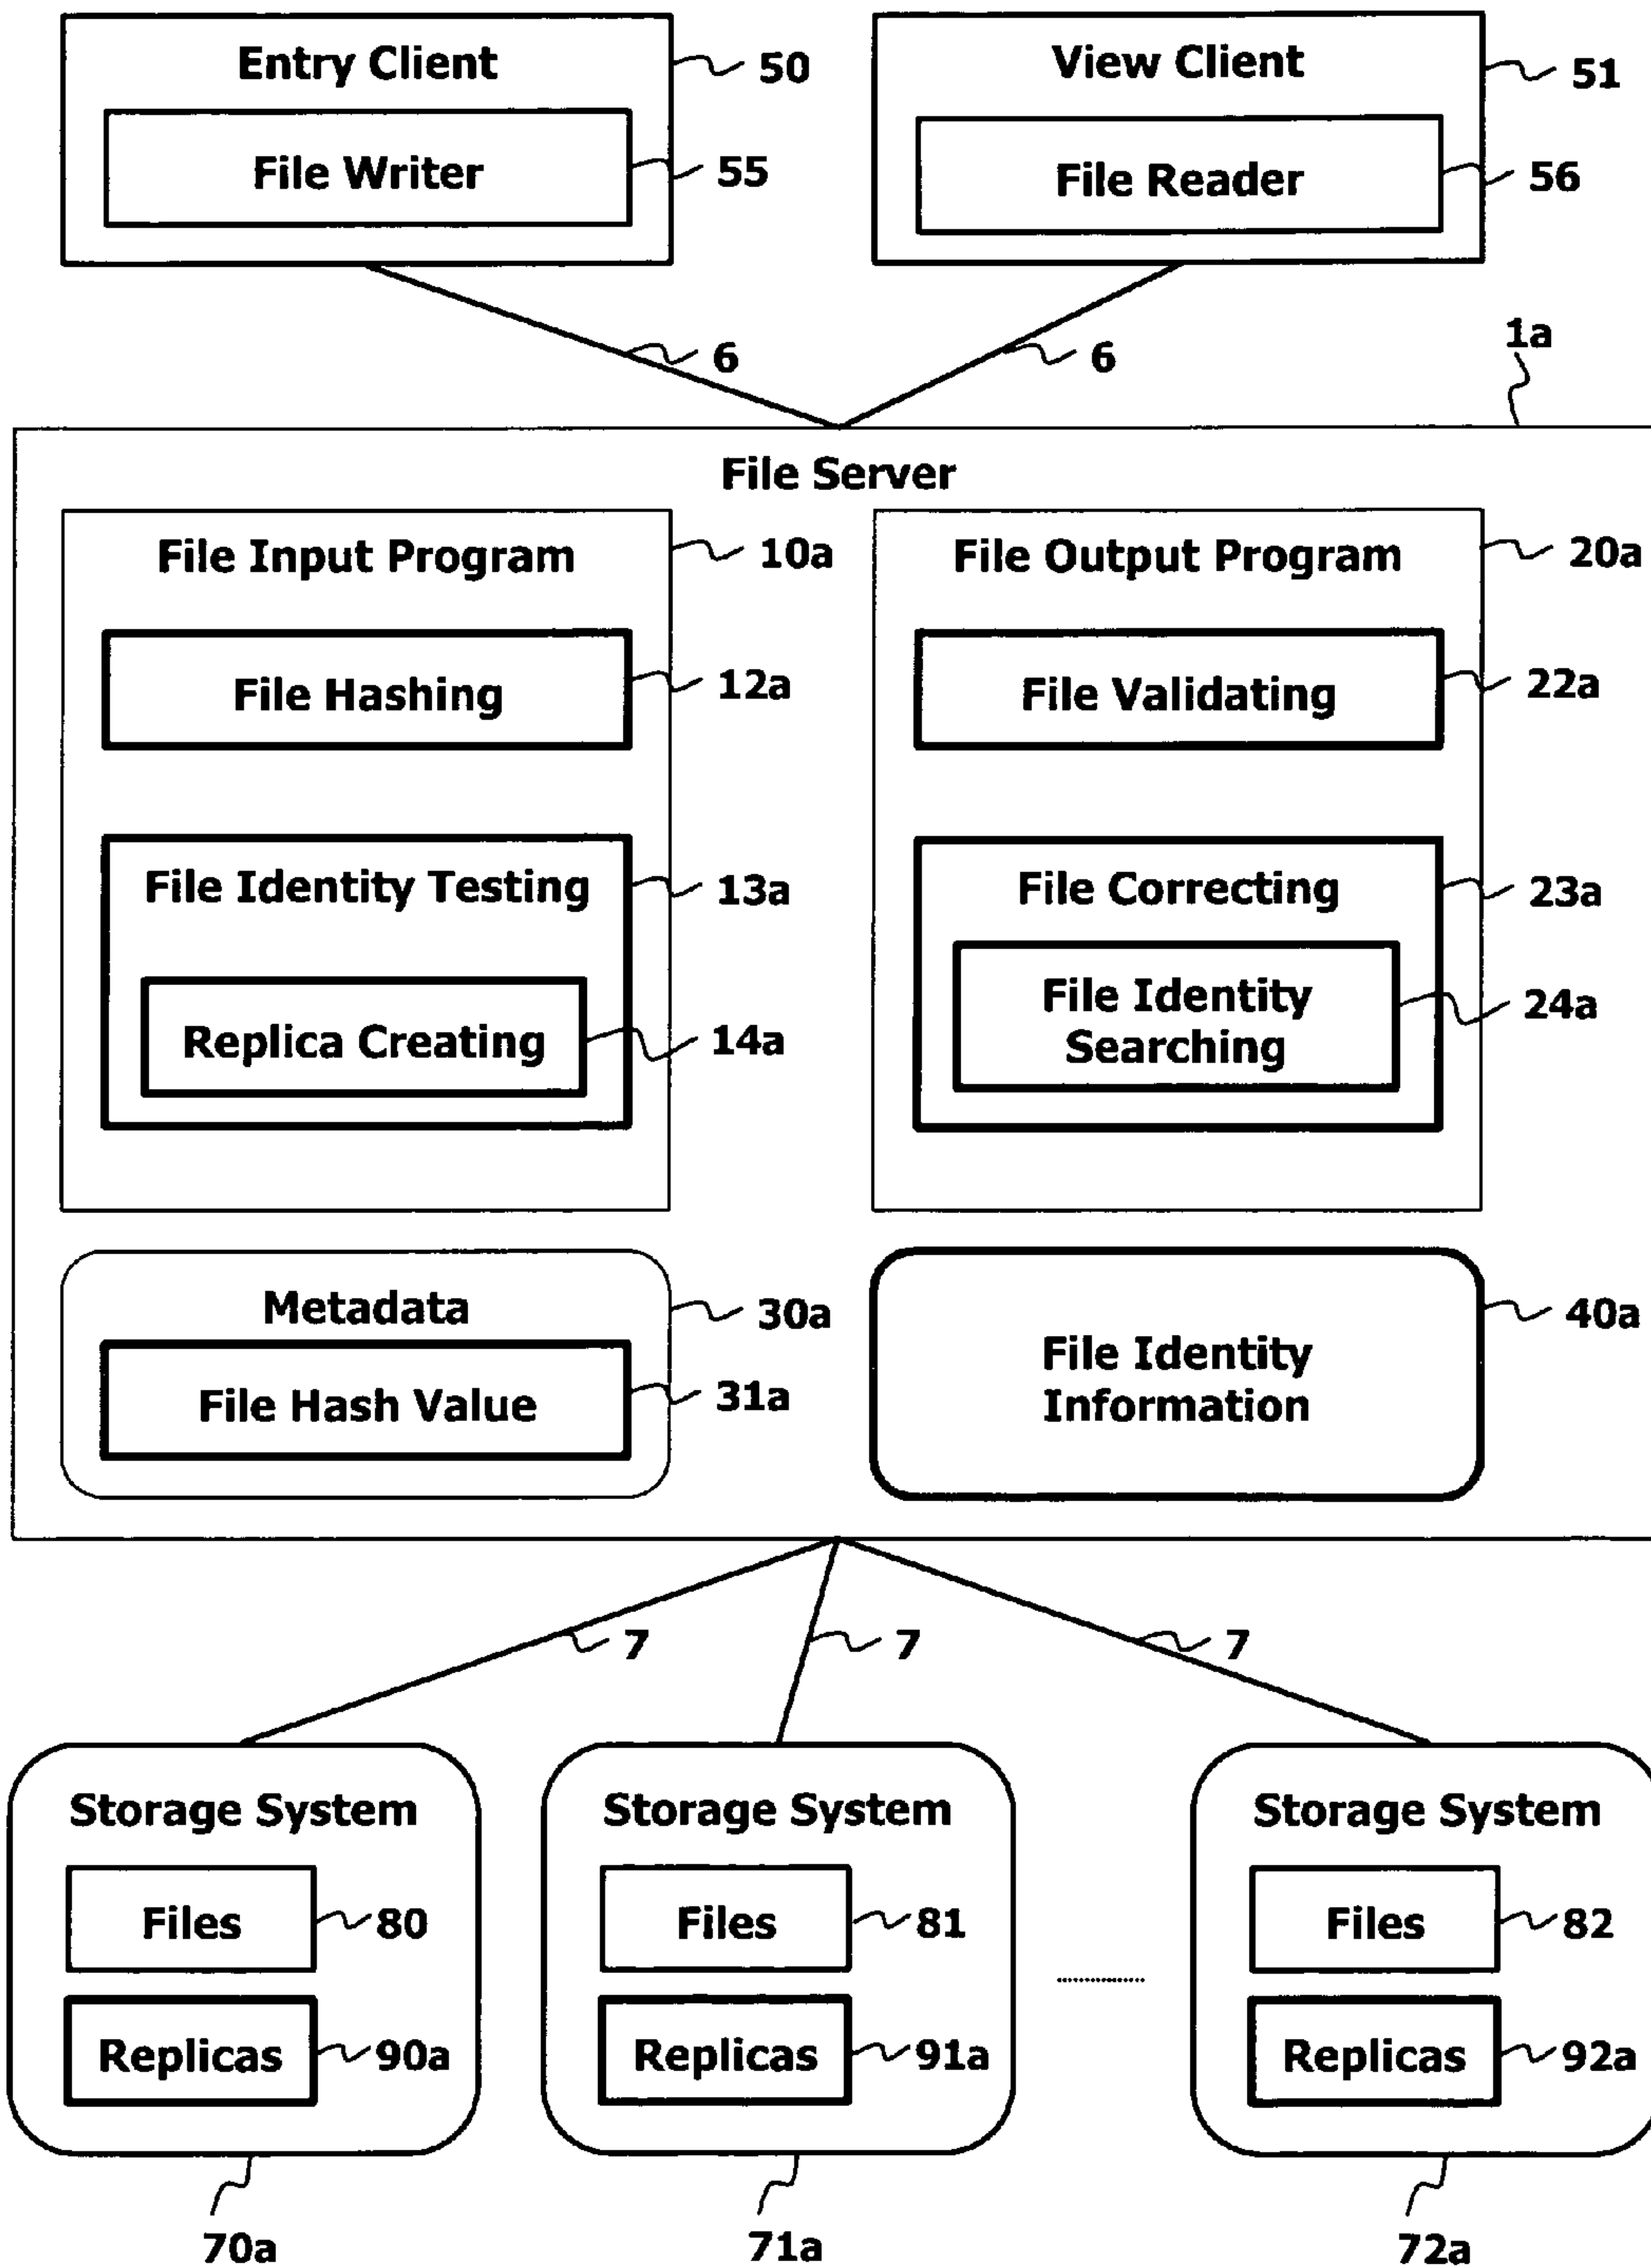 Entry Client
50
File Writer
55
View Client
51
File Reader
56
6
6
1a
File Server
File Input Program
10a
File Hashing
12a
File Identity Testing
13a
Replica Creating
14a
File Output Program
20a
File Validating
22a
File Correcting
23a
File Identity
Searching
24a
Metadata
30a
File Hash Value
31a
File Identity
Information
40a
7
7
7
Storage System
Files
80
Replicas
90a
70a
Storage System
Files
81
Replicas
91a
71a
Storage System
Files
82
Replicas
92a
72a